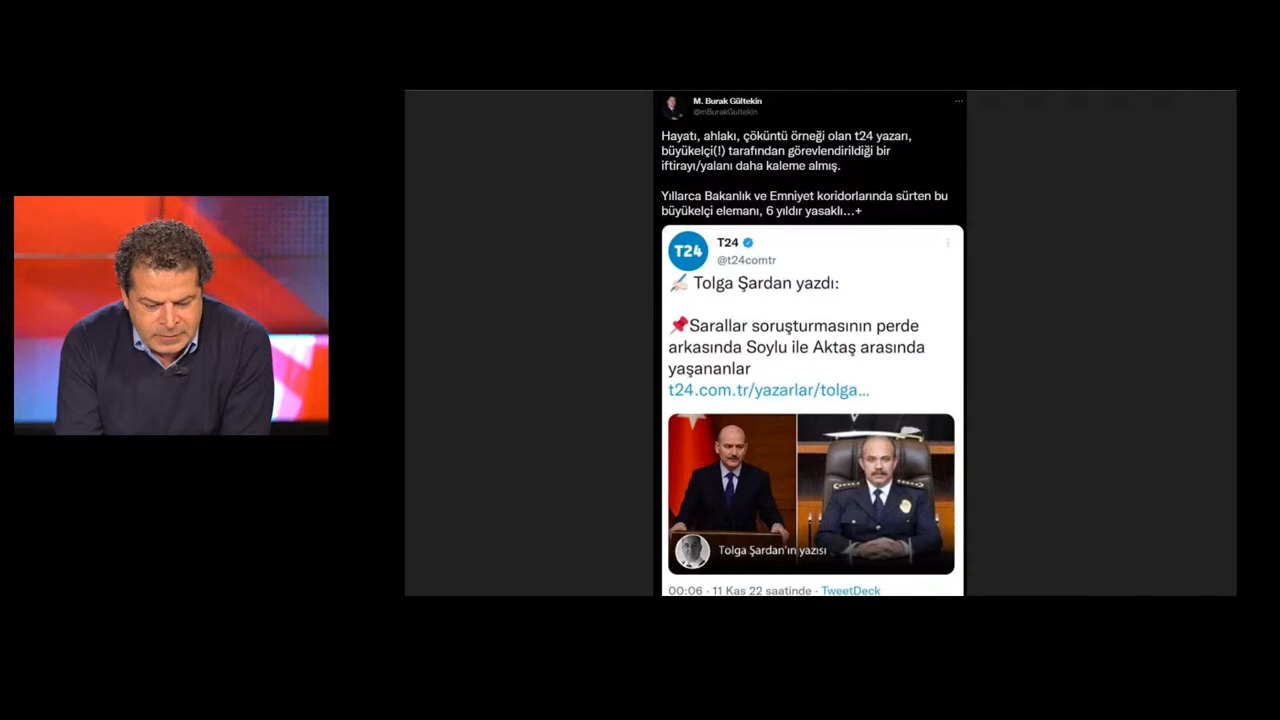 M. Burak Gültekin
@mBurakGultekin
Hayatı, ahlakı, çöküntü örneği olan t24 yazarı,
büyükelçi(!) tarafından görevlendirildiği bir
iftirayı/yalanı daha kaleme almış.
Yıllarca Bakanlık ve Emniyet koridorlarında sürten bu
büyükelçi elemanı, 6 yıldır yasaklı...+
T24
T24
@t24comtr
Tolga Şardan yazdı:
Sarallar soruşturmasının perde
arkasında Soylu ile Aktaş arasında
yaşananlar
t24.com.tr/yazarlar/tolga...
Tolga Şardan'ın yazısı
00:06 · 11 Kas 22 saatinde · TweetDeck